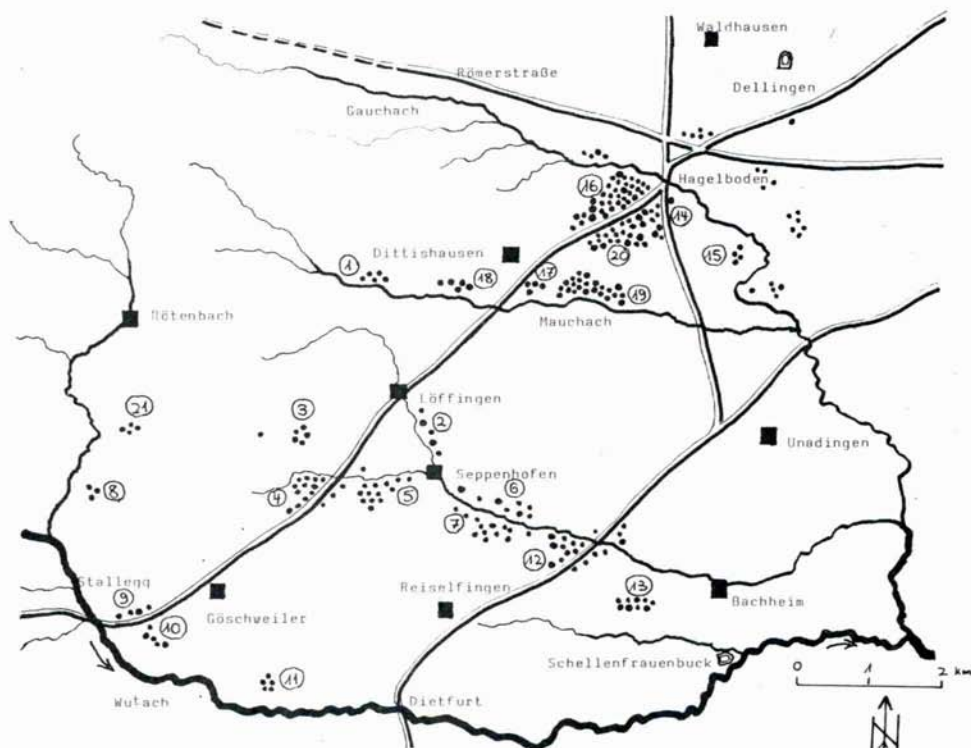 Waldhausen
Dellingen
Römerstraße
Gauchach
Hagelboden
16
14
20
15
Dittishausen
1
18
17
19
Mauchach
Rötenbach
Löffingen
21
3
2
Unadingen
Seppenhofen
8
4
5
6
7
12
Stallegg
9
Göschweiler
Reiselfingen
13
Bachheim
10
Schellenfrauenbuck
11
0 1 2 km
Wutach
Dietfurt
N